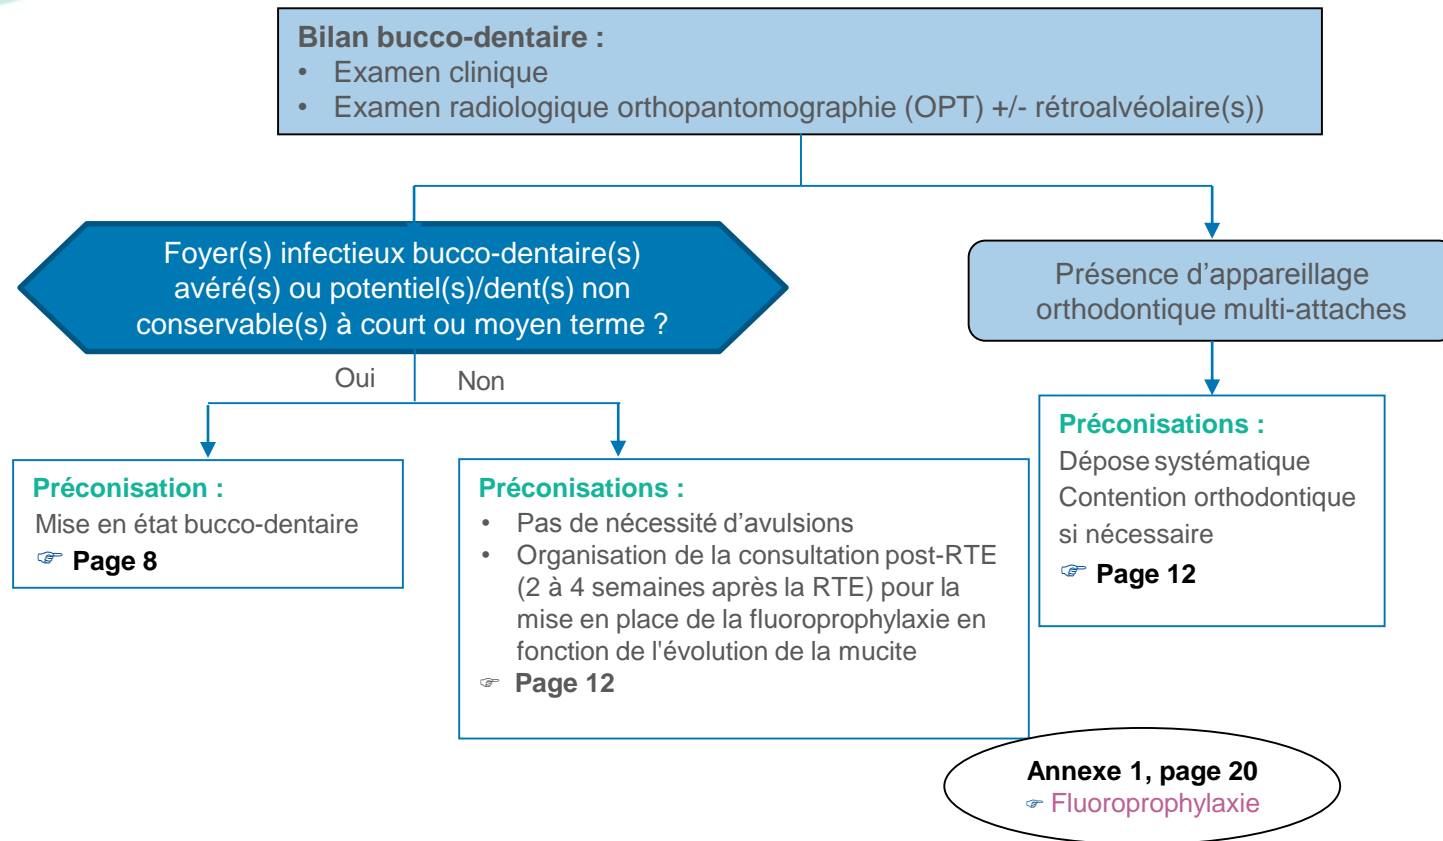 Bilan bucco-dentaire :
• Examen clinique
• Examen radiologique orthopantomographie (OPT) +/- rétroalvéolaire(s))
Foyer(s) infectieux bucco-dentaire(s)
avéré(s) ou potentiel(s)/dent(s) non
conservable(s) à court ou moyen terme ?
Présence d’appareillage
orthodontique multi-attaches
Oui
Non
Préconisation :
Mise en état bucco-dentaire
☞ Page 8
Préconisations :
• Pas de nécessité d’avulsions
• Organisation de la consultation post-RTE
(2 à 4 semaines après la RTE) pour la
mise en place de la fluoroprophylaxie en
fonction de l'évolution de la mucite
☞ Page 12
Préconisations :
Dépose systématique
Contention orthodontique
si nécessaire
☞ Page 12
Annexe 1, page 20
☞ Fluoroprophylaxie